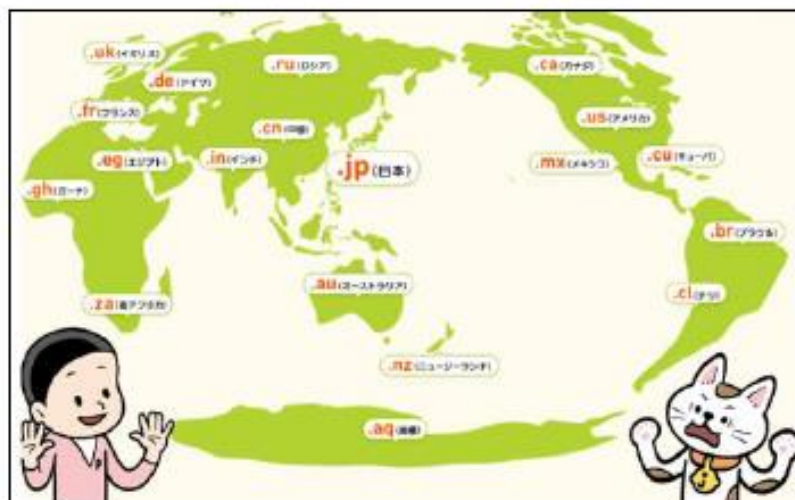 .uk(イギリス)
.de(ドイツ)
.fr(フランス)
.ru(ロシア)
.cn(中国)
.in(インド)
.eg(エジプト)
.gh(ガーナ)
.jp(日本)
.za(南アフリカ)
.au(オーストラリア)
.nz(ニュージーランド)
.aq(南極)
.ca(カナダ)
.us(アメリカ)
.mx(メキシコ)
.cu(キューバ)
.br(ブラジル)
.cl(チリ)